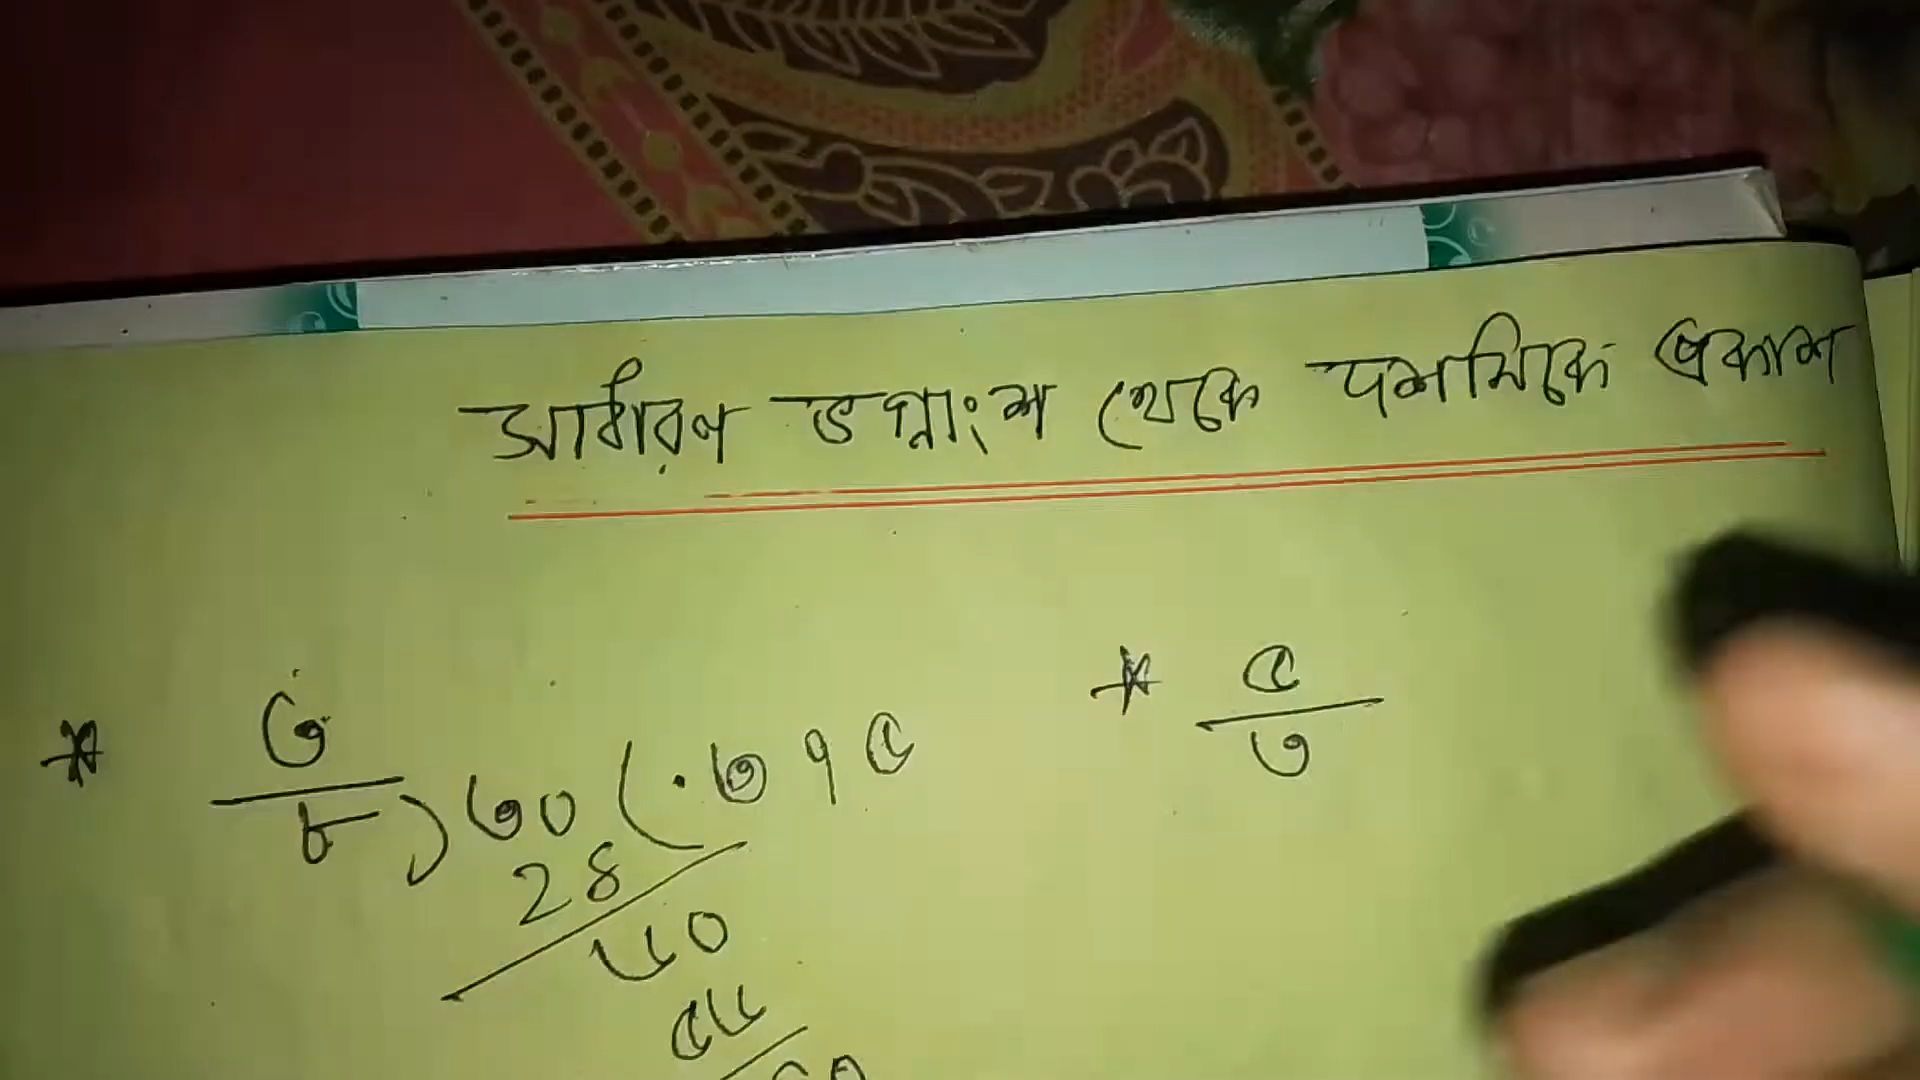 সাধারণ ভগ্নাংশ থেকে দশমিকে প্রকাশ
* ৩/৮ ) ৩০ ( .৩৭৫
২৪
৬০
৫৬
* ৫/৩